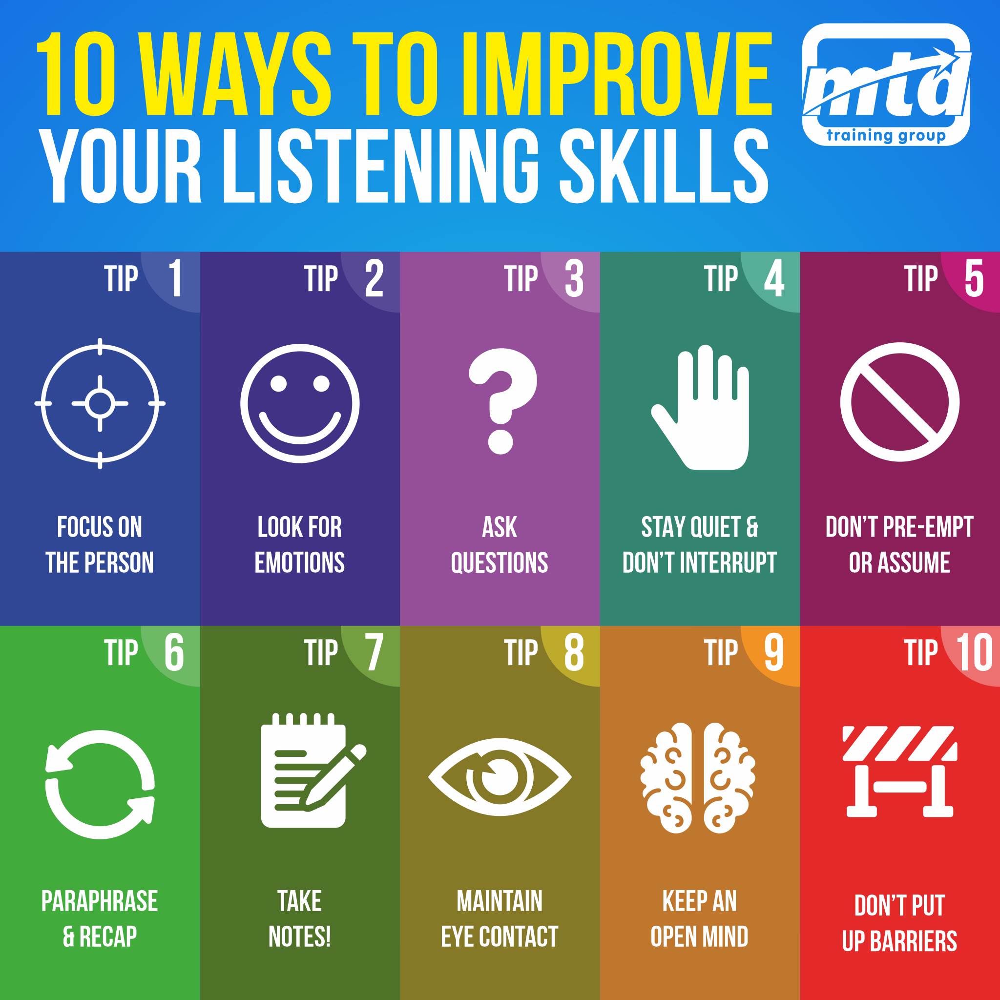 10 WAYS TO IMPROVE
YOUR LISTENING SKILLS
mtd
training group
TIP 1
FOCUS ON
THE PERSON
TIP 2
LOOK FOR
EMOTIONS
TIP 3
ASK
QUESTIONS
TIP 4
STAY QUIET &
DON'T INTERRUPT
TIP 5
DON'T PRE-EMPT
OR ASSUME
TIP 6
PARAPHRASE
& RECAP
TIP 7
TAKE
NOTES!
TIP 8
MAINTAIN
EYE CONTACT
TIP 9
KEEP AN
OPEN MIND
TIP 10
DON'T PUT
UP BARRIERS